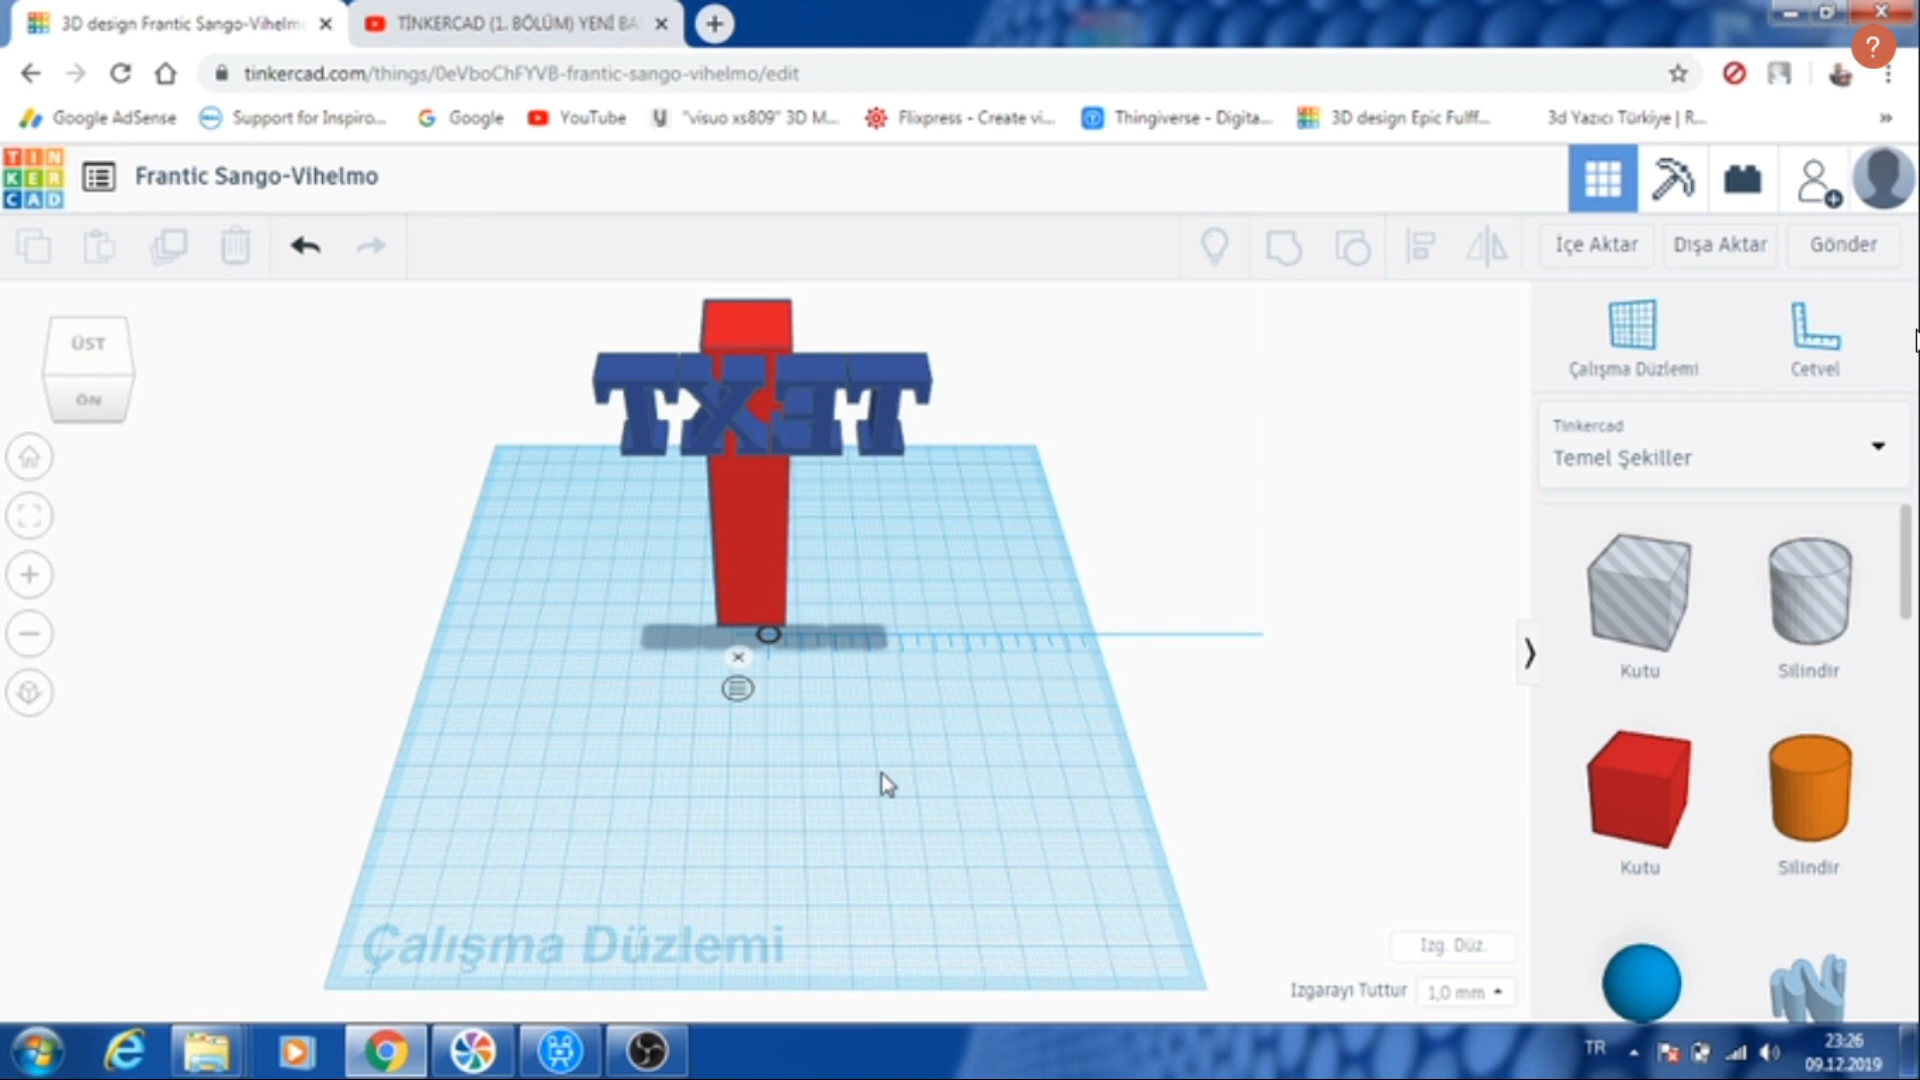 3D design Frantic Sango-Vihelm
TİNKERCAD (1. BÖLÜM) YENİ BA
tinkercad.com/things/0eVboChFYVB-frantic-sango-vihelmo/edit
Google AdSense
Support for Inspiro...
Google
YouTube
"visuo xs809" 3D M...
Flixpress - Create vi...
Thingiverse - Digita...
3D design Epic Fulff...
3d Yazıcı Türkiye | R...
TIN
KER
CAD
Frantic Sango-Vihelmo
İçe Aktar
Dışa Aktar
Gönder
ÜST
ÖN
TEXT
Çalışma Düzlemi
Cetvel
Tinkercad
Temel Şekiller
Kutu
Silindir
Kutu
Silindir
Çalışma Düzlemi
Izg. Düz.
Izgarayı Tuttur
1,0 mm
TR
23:26
09.12.2019